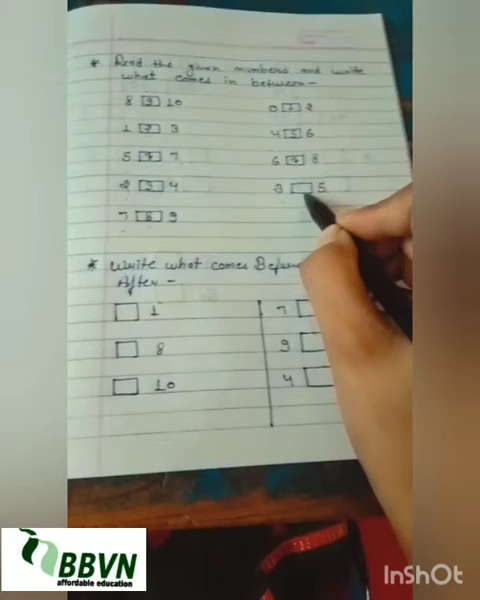 * Read the given numbers and write
what comes in between-
8 9 10
0 1 2
1 2 3
4 5 6
5 7 7
6 7 8
2 3 4
3 5
7 8 9
* Write what comes Before
After -
1
7
8
9
10
4
BBVN
affordable education
InShOt